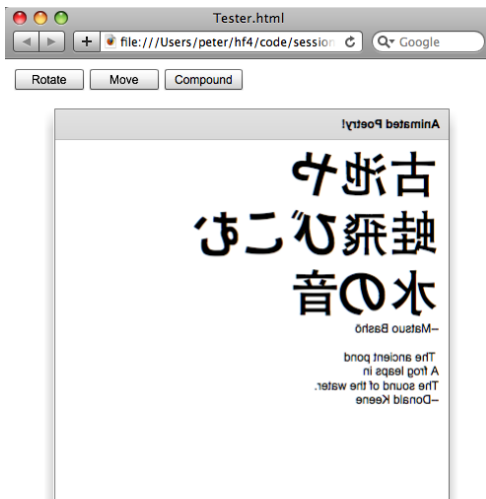 Tester.html
file:///Users/peter/hf4/code/session
Google
Rotate Move Compound
Animated Poetry!
古池や
蛙飛びこむ
水の音
—Matsuo Bashō
The ancient pond
A frog leaps in
The sound of the water.
—Donald Keene